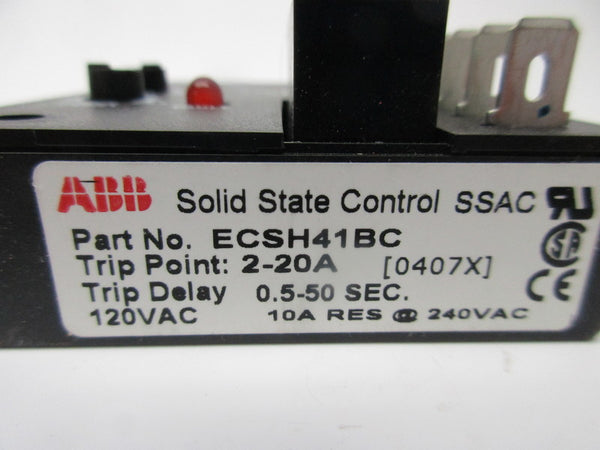 ABB Solid State Control SSAC
Part No. ECSH41BC
Trip Point: 2-20A [0407X]
Trip Delay 0.5-50 SEC.
120VAC 10A RES @ 240VAC